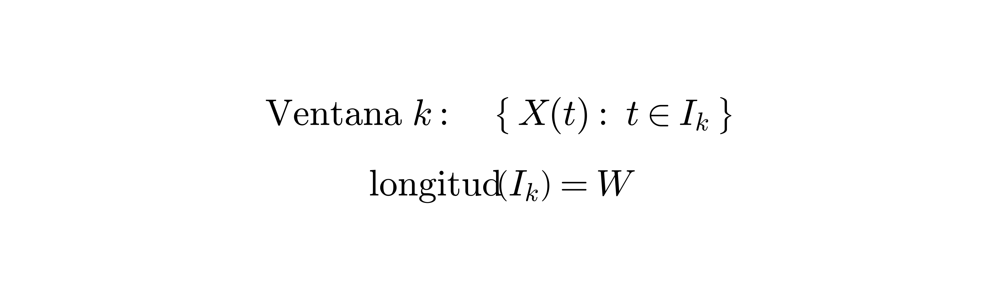 Ventana k : { X(t) : t ∈ I_k }
longitud(I_k) = W